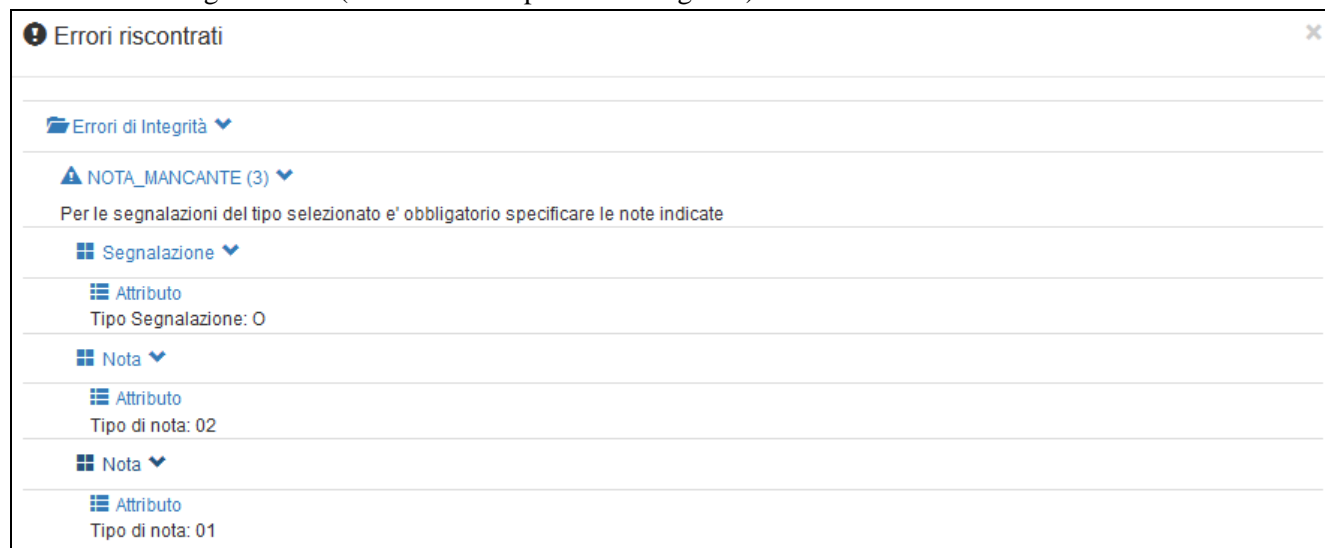 Errori riscontrati ×
Errori di Integrità
NOTA_MANCANTE (3)
Per le segnalazioni del tipo selezionato e' obbligatorio specificare le note indicate
Segnalazione
Attributo
Tipo Segnalazione: O
Nota
Attributo
Tipo di nota: 02
Nota
Attributo
Tipo di nota: 01